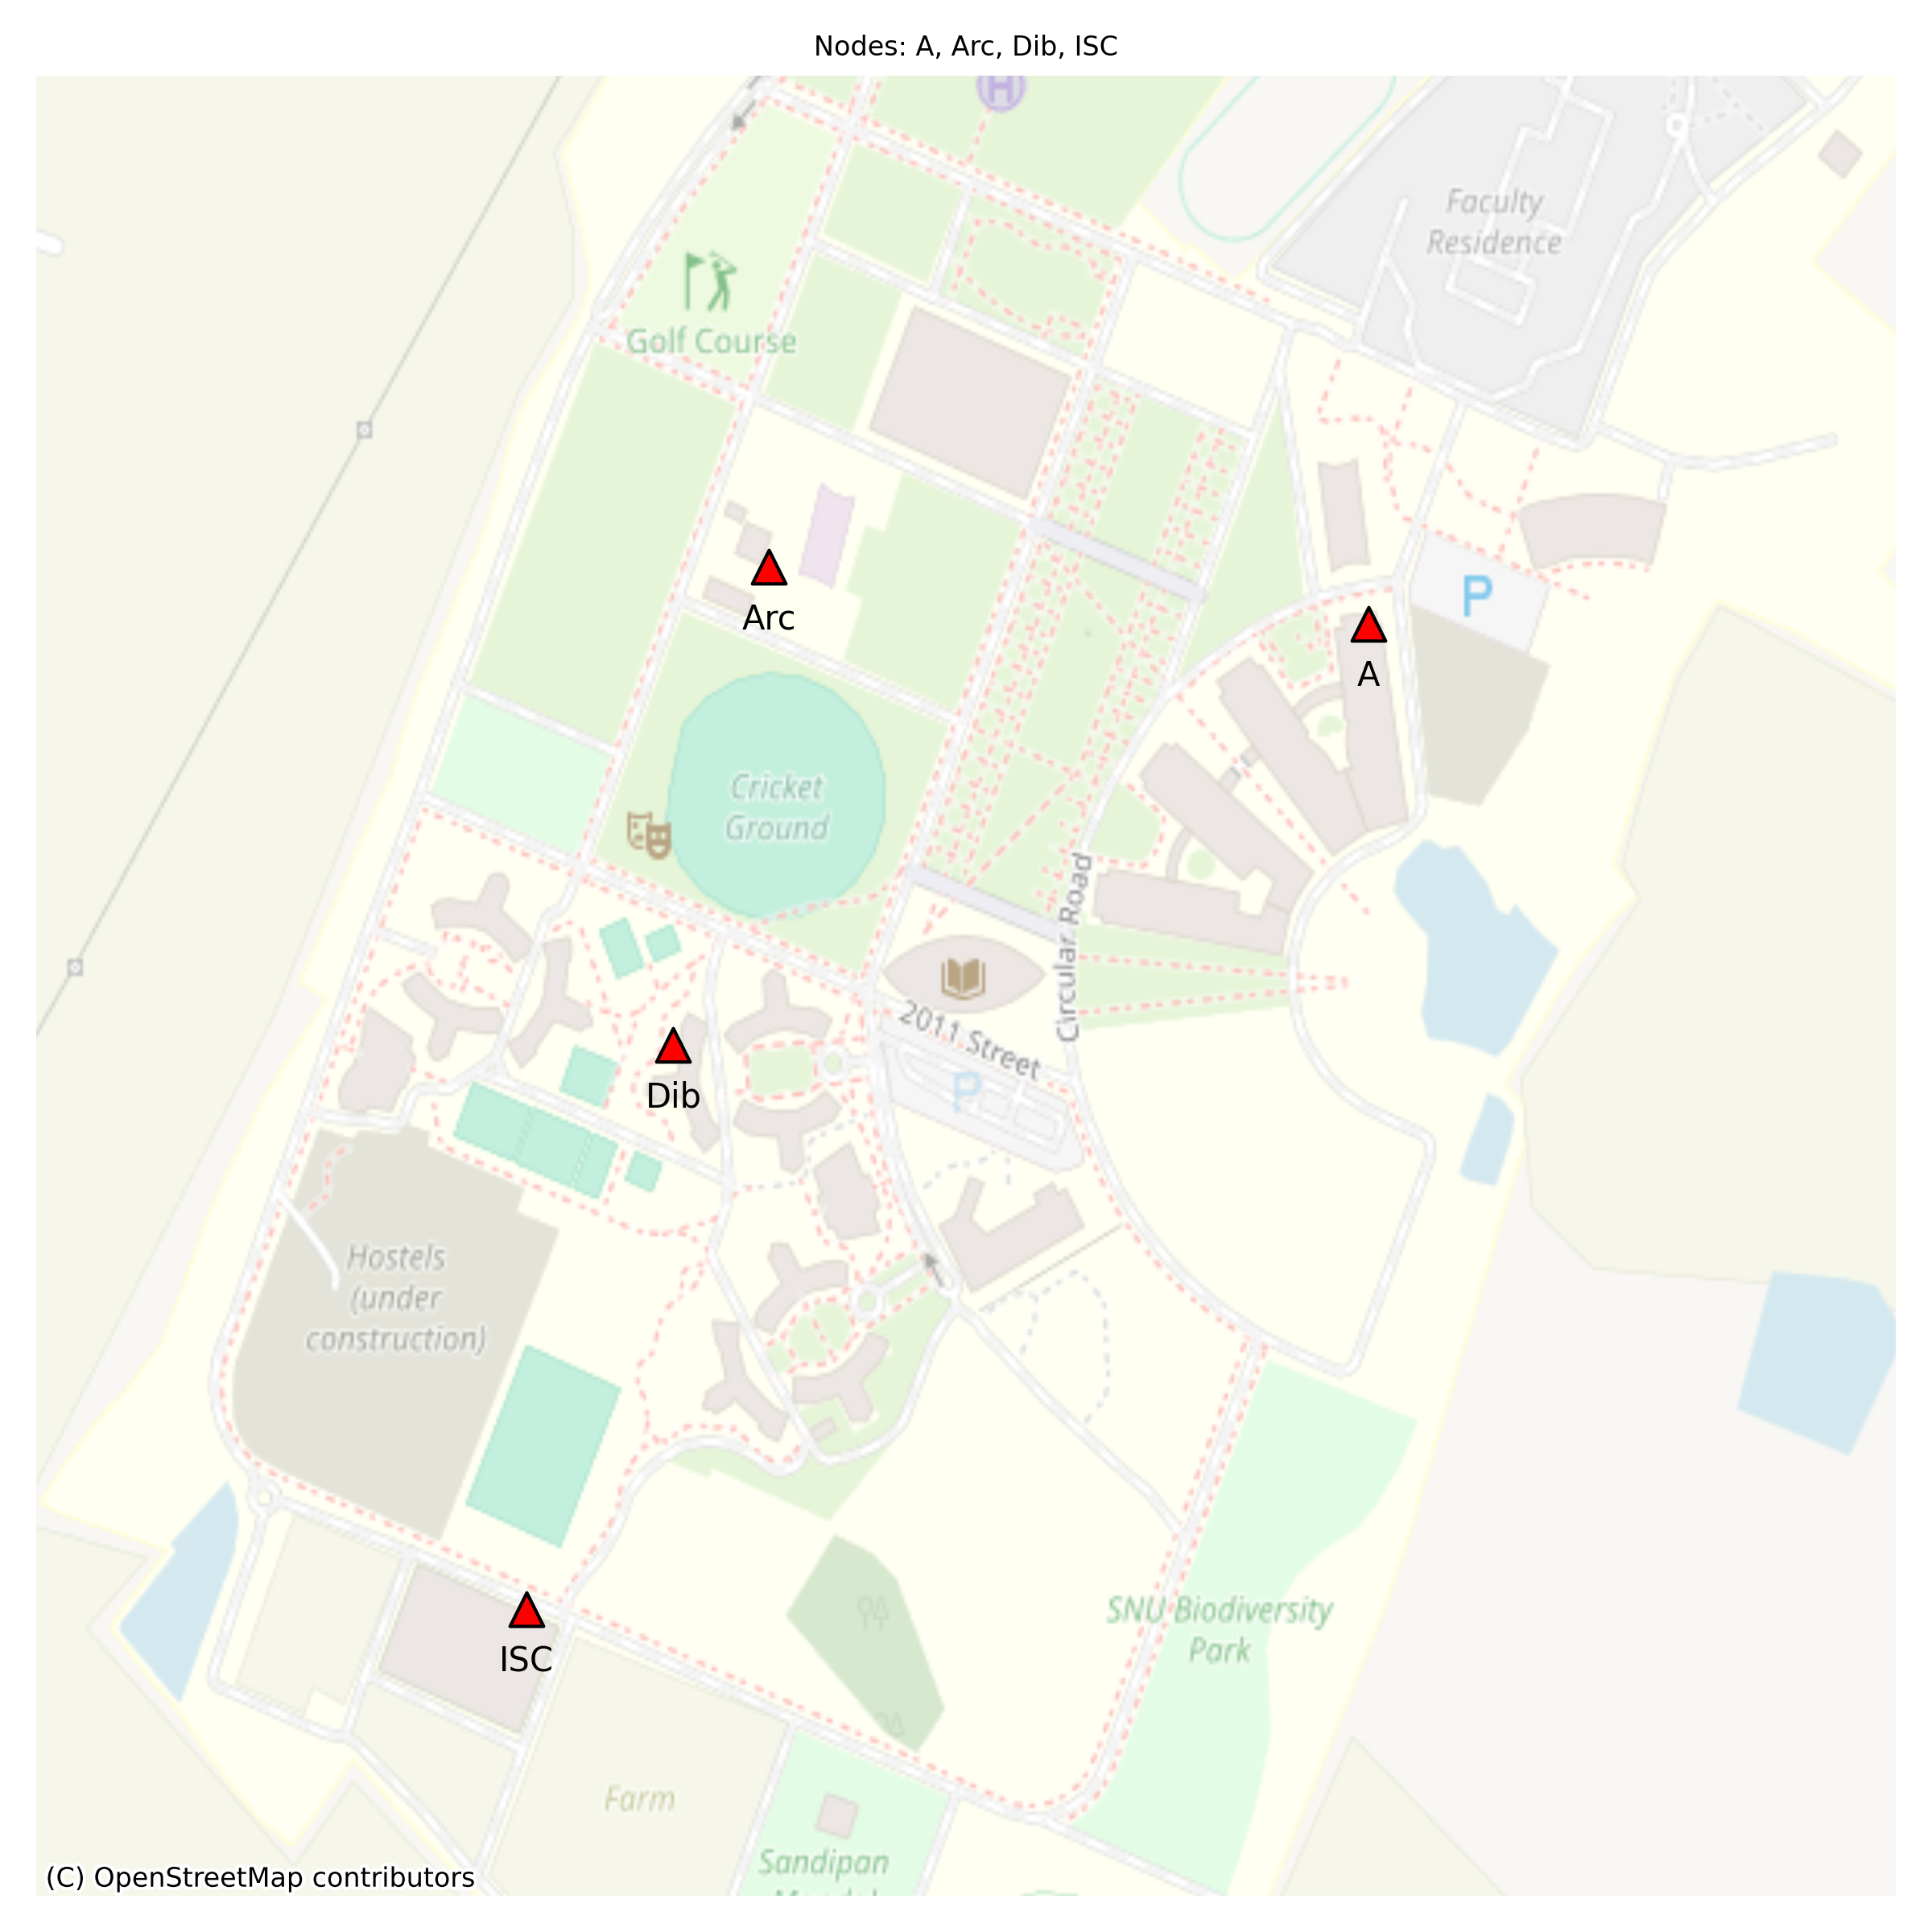 Nodes: A, Arc, Dib, ISC
H
Faculty
Residence
Golf Course
Arc
P
A
Cricket
Ground
Circular Road
2011 Street
P
Dib
Hostels
(under
construction)
ISC
SNU Biodiversity
Park
Farm
Sandipan
(C) OpenStreetMap contributors